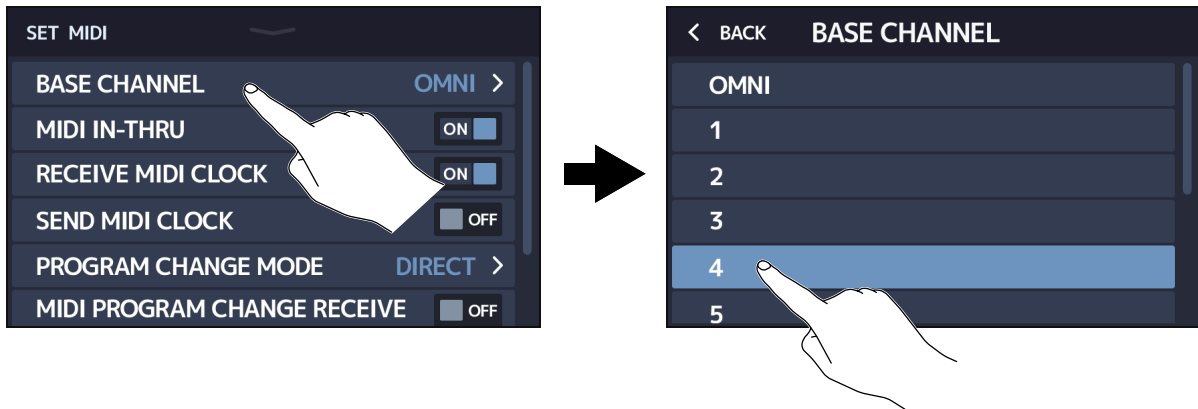 SET MIDI
BASE CHANNEL OMNI >
MIDI IN-THRU ON
RECEIVE MIDI CLOCK ON
SEND MIDI CLOCK OFF
PROGRAM CHANGE MODE DIRECT >
MIDI PROGRAM CHANGE RECEIVE OFF
< BACK BASE CHANNEL
OMNI
1
2
3
4
5